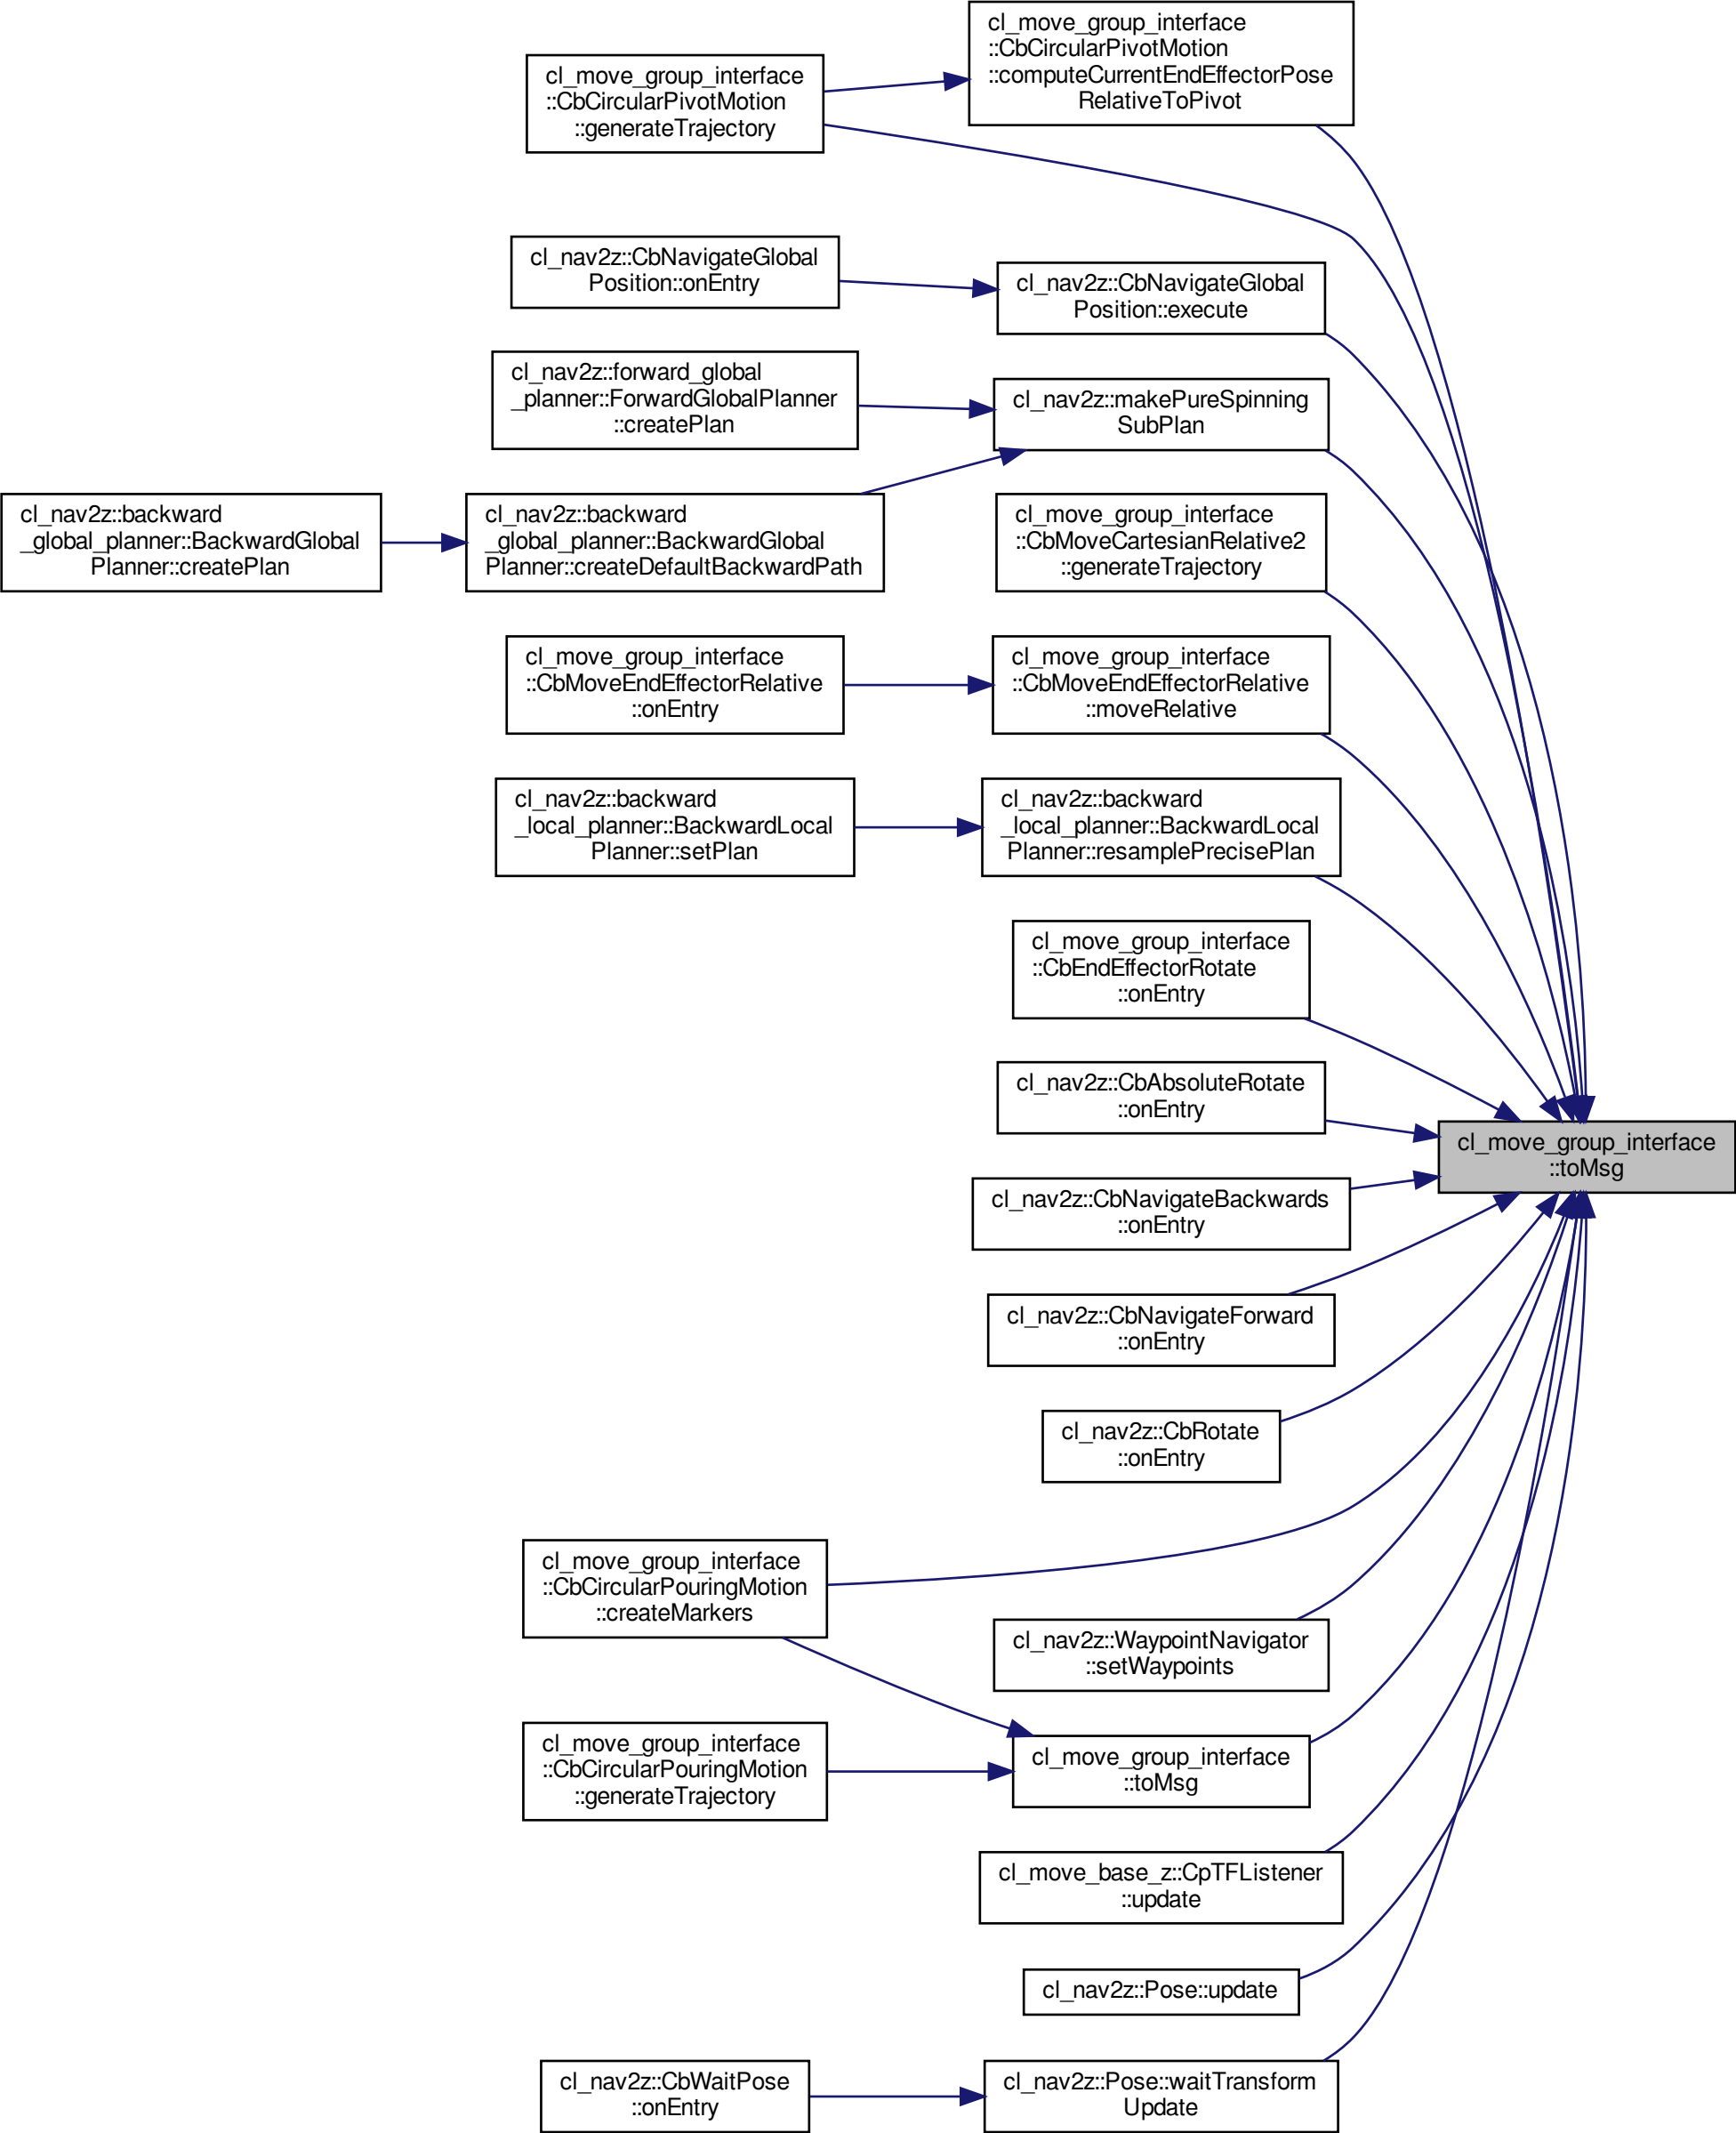 cl_move_group_interface
::CbCircularPivotMotion
::computeCurrentEndEffectorPose
RelativeToPivot
cl_move_group_interface
::CbCircularPivotMotion
::generateTrajectory
cl_nav2z::CbNavigateGlobal
Position::onEntry
cl_nav2z::CbNavigateGlobal
Position::execute
cl_nav2z::forward_global
_planner::ForwardGlobalPlanner
::createPlan
cl_nav2z::makePureSpinning
SubPlan
cl_nav2z::backward
_global_planner::BackwardGlobal
Planner::createPlan
cl_nav2z::backward
_global_planner::BackwardGlobal
Planner::createDefaultBackwardPath
cl_move_group_interface
::CbMoveCartesianRelative2
::generateTrajectory
cl_move_group_interface
::CbMoveEndEffectorRelative
::onEntry
cl_move_group_interface
::CbMoveEndEffectorRelative
::moveRelative
cl_nav2z::backward
_local_planner::BackwardLocal
Planner::setPlan
cl_nav2z::backward
_local_planner::BackwardLocal
Planner::resamplePrecisePlan
cl_move_group_interface
::CbEndEffectorRotate
::onEntry
cl_nav2z::CbAbsoluteRotate
::onEntry
cl_move_group_interface
::toMsg
cl_nav2z::CbNavigateBackwards
::onEntry
cl_nav2z::CbNavigateForward
::onEntry
cl_nav2z::CbRotate
::onEntry
cl_move_group_interface
::CbCircularPouringMotion
::createMarkers
cl_nav2z::WaypointNavigator
::setWaypoints
cl_move_group_interface
::CbCircularPouringMotion
::generateTrajectory
cl_move_group_interface
::toMsg
cl_move_base_z::CpTFListener
::update
cl_nav2z::Pose::update
cl_nav2z::CbWaitPose
::onEntry
cl_nav2z::Pose::waitTransform
Update